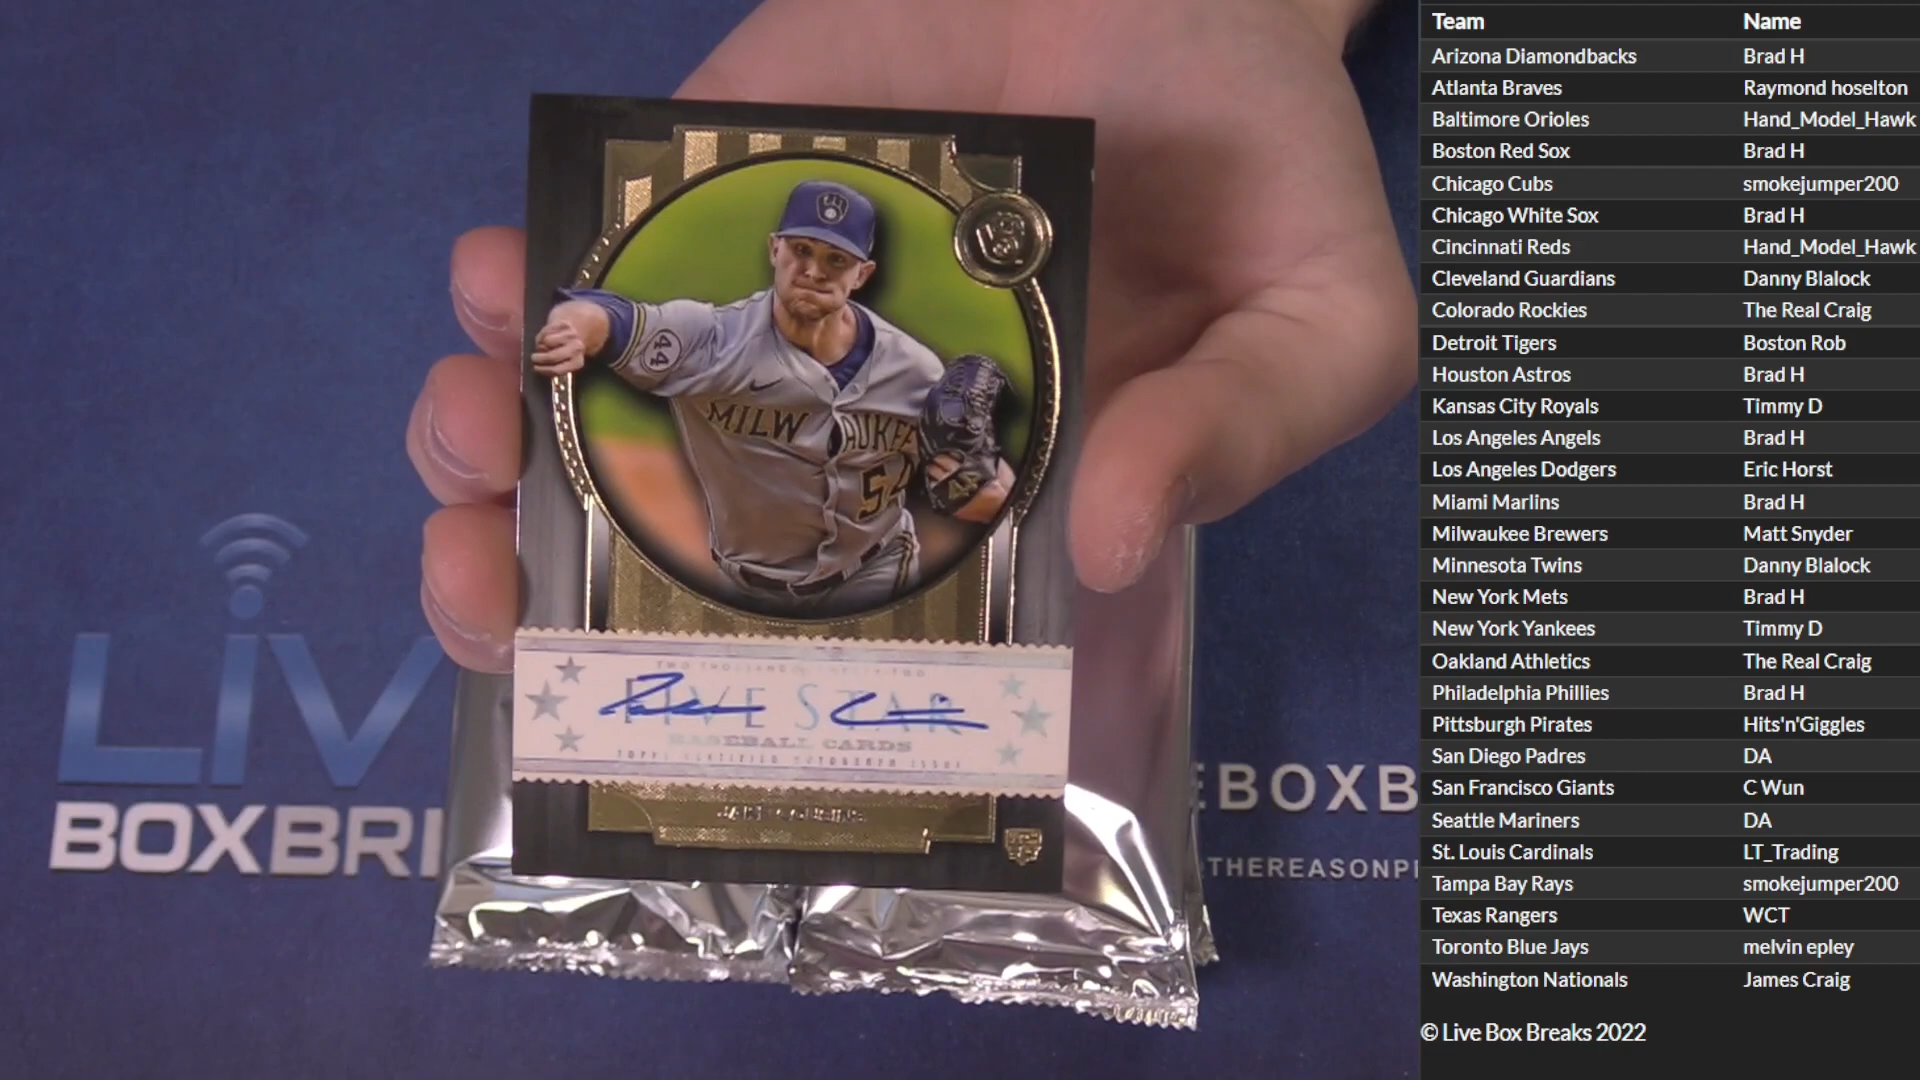 Team Name
Arizona Diamondbacks Brad H
Atlanta Braves Raymond hoselton
Baltimore Orioles Hand_Model_Hawk
Boston Red Sox Brad H
Chicago Cubs smokejumper200
Chicago White Sox Brad H
Cincinnati Reds Hand_Model_Hawk
Cleveland Guardians Danny Blalock
Colorado Rockies The Real Craig
Detroit Tigers Boston Rob
Houston Astros Brad H
Kansas City Royals Timmy D
Los Angeles Angels Brad H
Los Angeles Dodgers Eric Horst
Miami Marlins Brad H
Milwaukee Brewers Matt Snyder
Minnesota Twins Danny Blalock
New York Mets Brad H
New York Yankees Timmy D
Oakland Athletics The Real Craig
Philadelphia Phillies Brad H
Pittsburgh Pirates Hits'n'Giggles
San Diego Padres DA
San Francisco Giants C Wun
Seattle Mariners DA
St. Louis Cardinals LT_Trading
Tampa Bay Rays smokejumper200
Texas Rangers WCT
Toronto Blue Jays melvin epley
Washington Nationals James Craig
© Live Box Breaks 2022
44
MILWAUKEE
54
FIVE STAR
BASEBALL CARDS
TOPPS CERTIFIED AUTOGRAPH ISSUE
LIV
BOXBR
EBOXB
THEREASONP